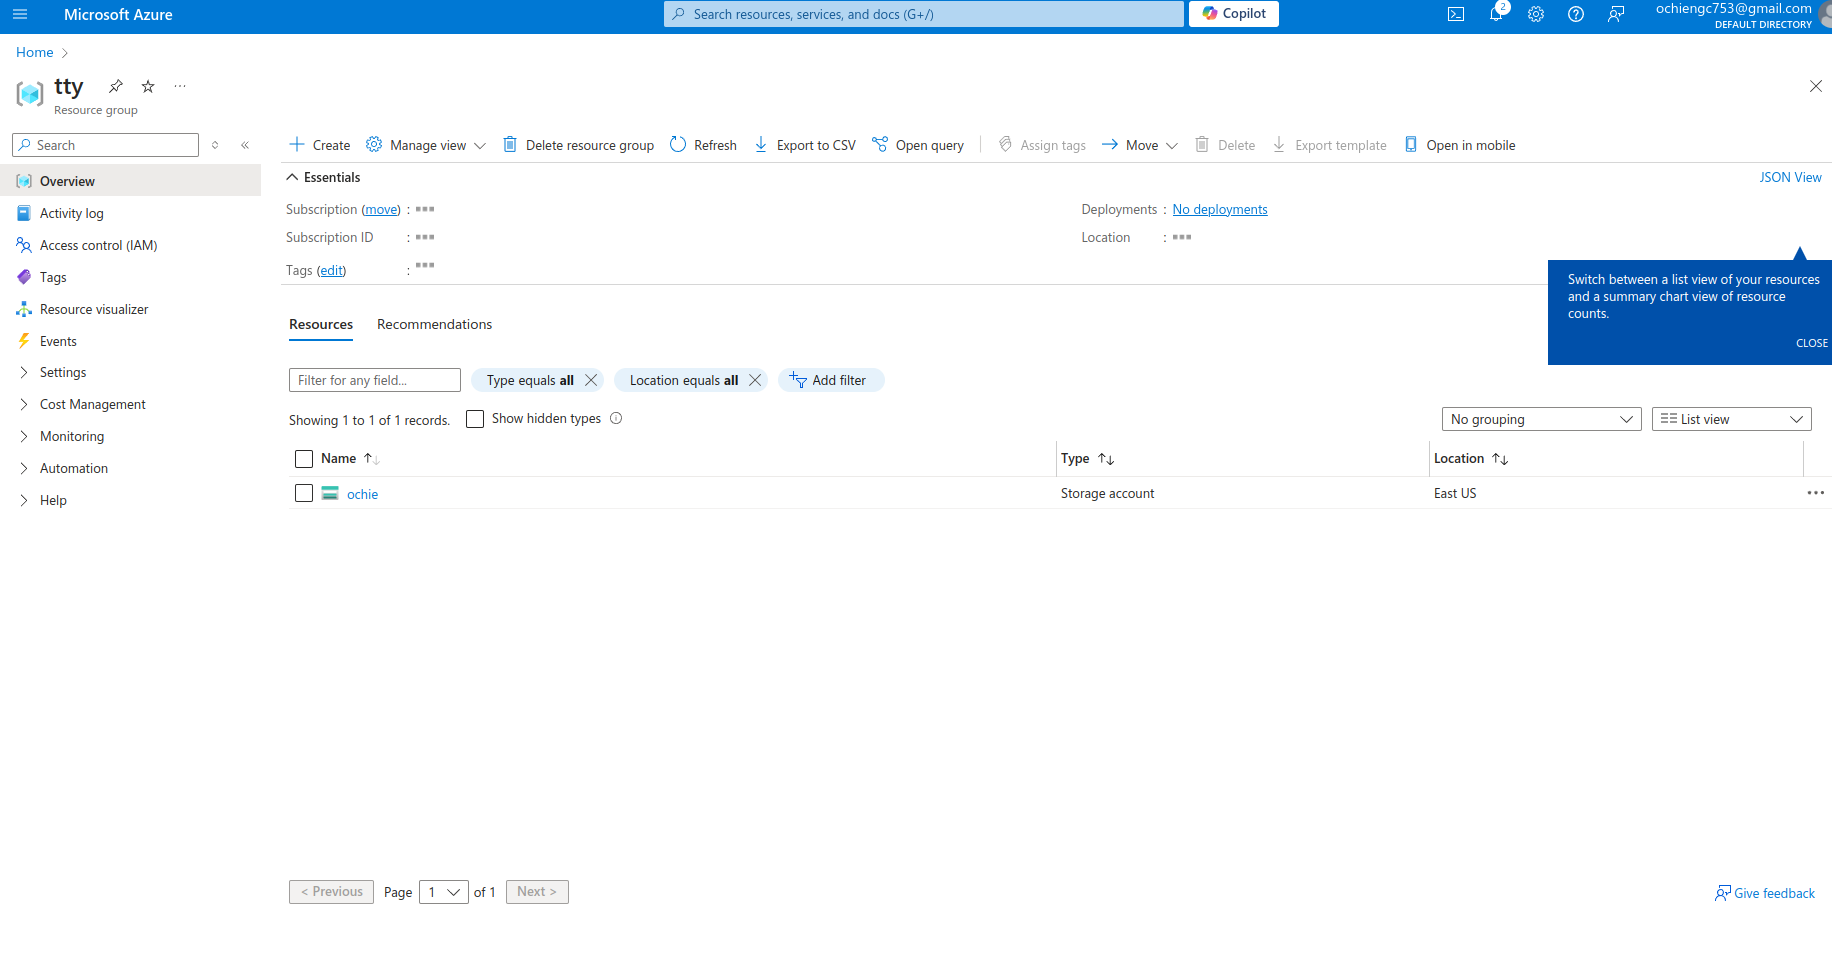 Microsoft Azure
Search resources, services, and docs (G+/)
Copilot
2
ochiengc753@gmail.com
DEFAULT DIRECTORY
Home
tty
Resource group
Search
Overview
Activity log
Access control (IAM)
Tags
Resource visualizer
Events
Settings
Cost Management
Monitoring
Automation
Help
Create
Manage view
Delete resource group
Refresh
Export to CSV
Open query
Assign tags
Move
Delete
Export template
Open in mobile
Essentials
JSON View
Subscription (move) :
Deployments : No deployments
Subscription ID :
Location :
Tags (edit) :
Switch between a list view of your resources
and a summary chart view of resource
counts.
CLOSE
Resources
Recommendations
Filter for any field...
Type equals all
Location equals all
Add filter
Showing 1 to 1 of 1 records.
Show hidden types
No grouping
List view
Name
Type
Location
ochie
Storage account
East US
< Previous
Page 1 of 1
Next >
Give feedback